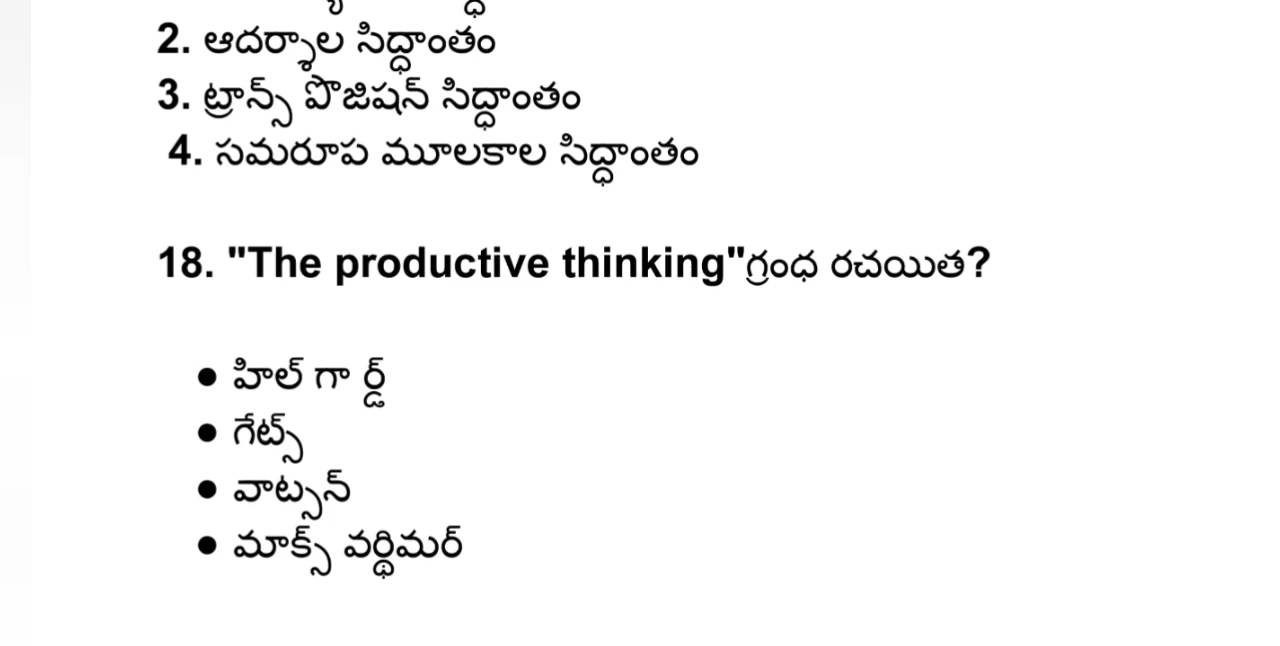 2. ఆదర్శాల సిద్ధాంతం
3. ట్రాన్స్ పొజిషన్ సిద్ధాంతం
4. సమరూప మూలకాల సిద్ధాంతం
18. "The productive thinking"గ్రంధ రచయిత?
• హిల్ గా ర్డ్
• గేట్స్
• వాట్సన్
• మాక్స్ వర్థిమర్